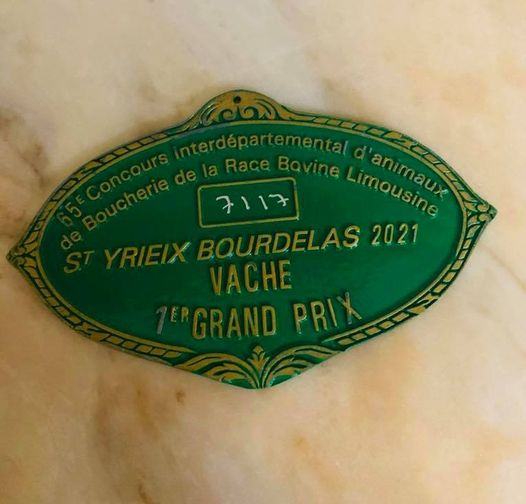 65E Concours interdépartemental d'animaux
de Boucherie de la Race Bovine Limousine
7117
ST YRIEIX BOURDELAS 2021
VACHE
1ER GRAND PRIX